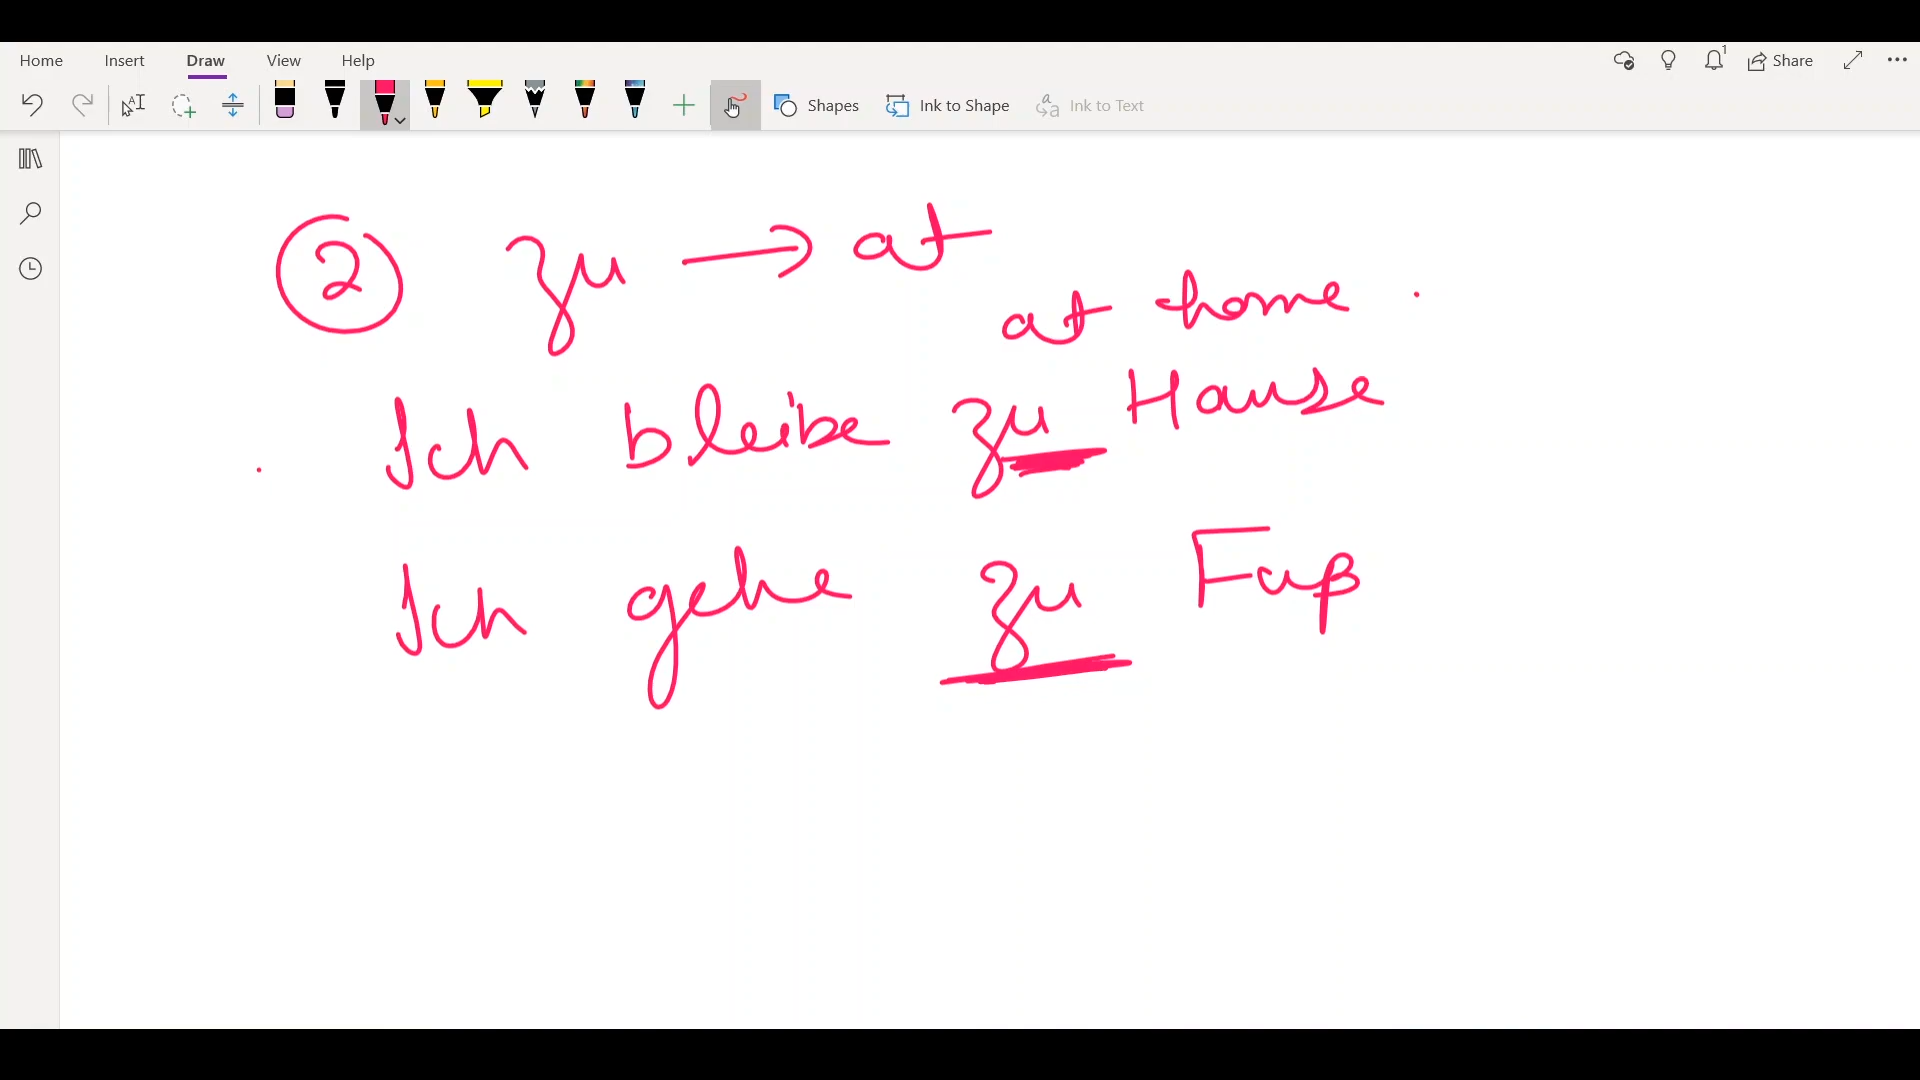 Home Insert Draw View Help 1 Share
Shapes Ink to Shape Ink to Text
② zu → at
at home .
Ich bleibe zu Hause
Ich gehe zu Fuß